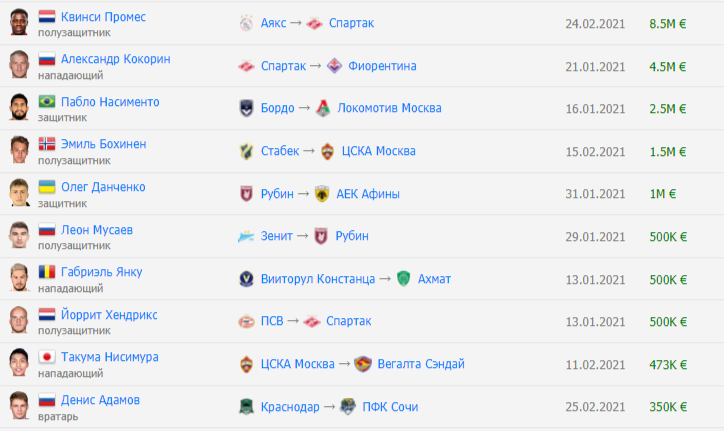 Квинси Промес Аякс → Спартак 24.02.2021 8.5M €
полузащитник
Александр Кокорин Спартак → Фиорентина 21.01.2021 4.5M €
нападающий
Пабло Насименто Бордо → Локомотив Москва 16.01.2021 2.5M €
защитник
Эмиль Бохинен Стабек → ЦСКА Москва 15.02.2021 1.5M €
полузащитник
Олег Данченко Рубин → АЕК Афины 31.01.2021 1M €
защитник
Леон Мусаев Зенит → Рубин 29.01.2021 500K €
полузащитник
Габриэль Янку Вииторул Констанца → Ахмат 13.01.2021 500K €
нападающий
Йоррит Хендрикс ПСВ → Спартак 13.01.2021 500K €
полузащитник
Такума Нисимура ЦСКА Москва → Вегалта Сэндай 11.02.2021 473K €
нападающий
Денис Адамов Краснодар → ПФК Сочи 25.02.2021 350K €
вратарь